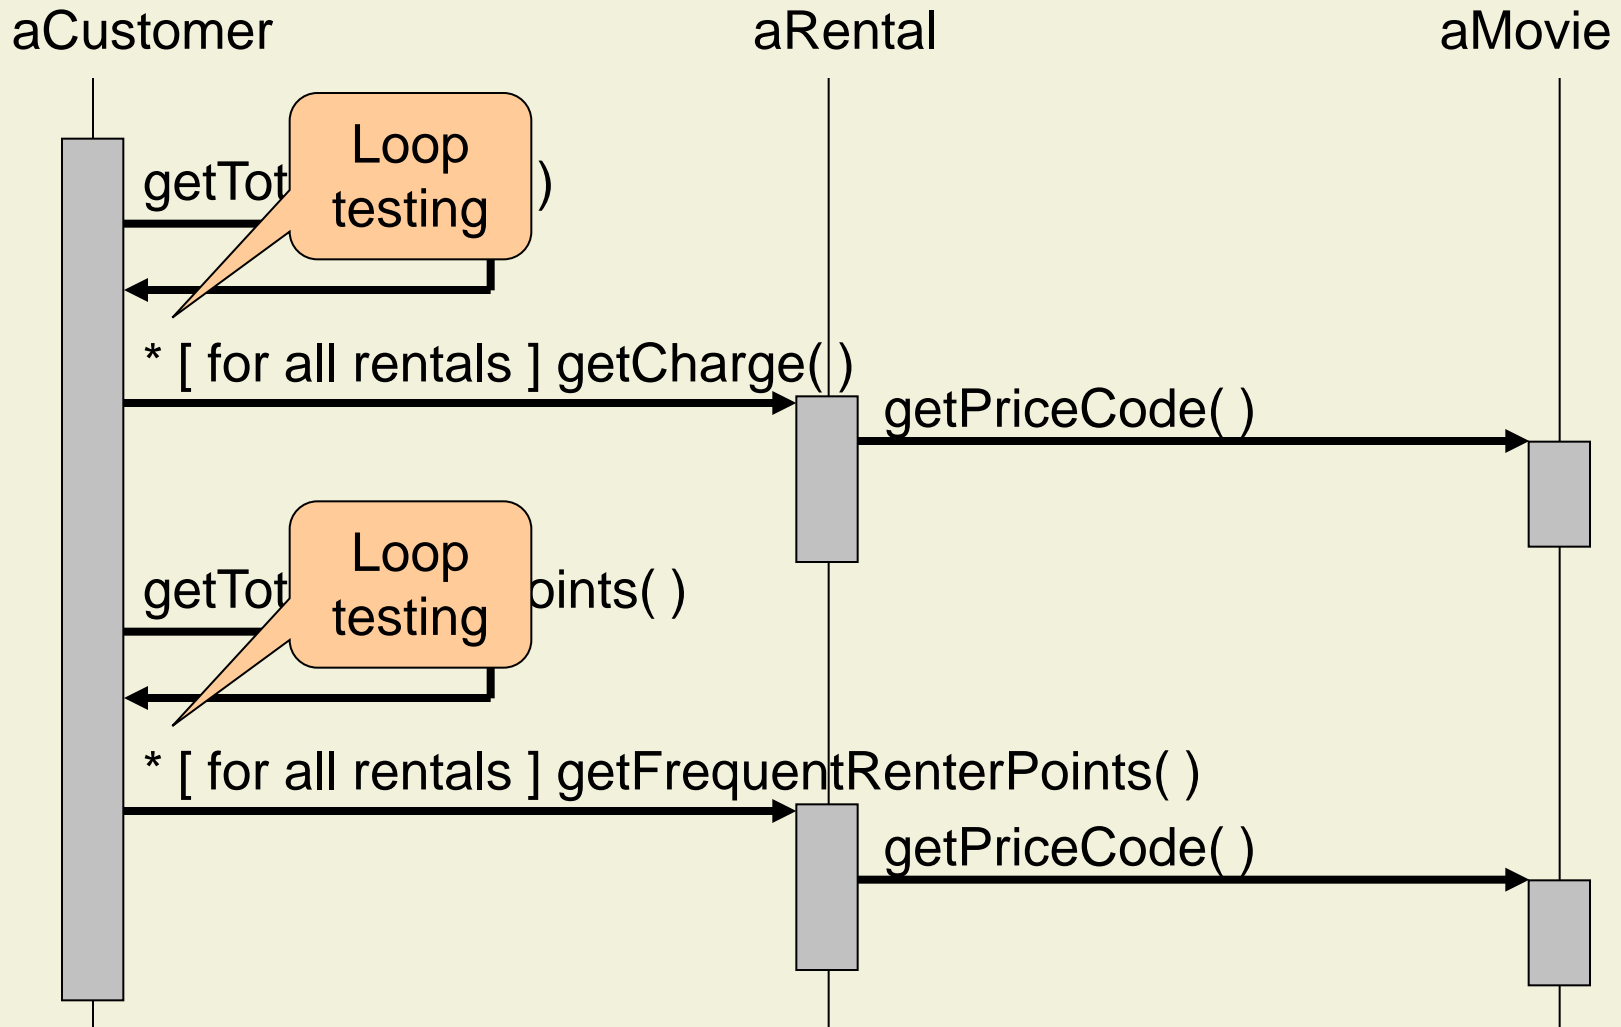 aCustomer aRental aMovie
Loop
testing
getTot )
* [ for all rentals ] getCharge( )
getPriceCode( )
Loop
testing
getTot oints( )
* [ for all rentals ] getFrequentRenterPoints( )
getPriceCode( )